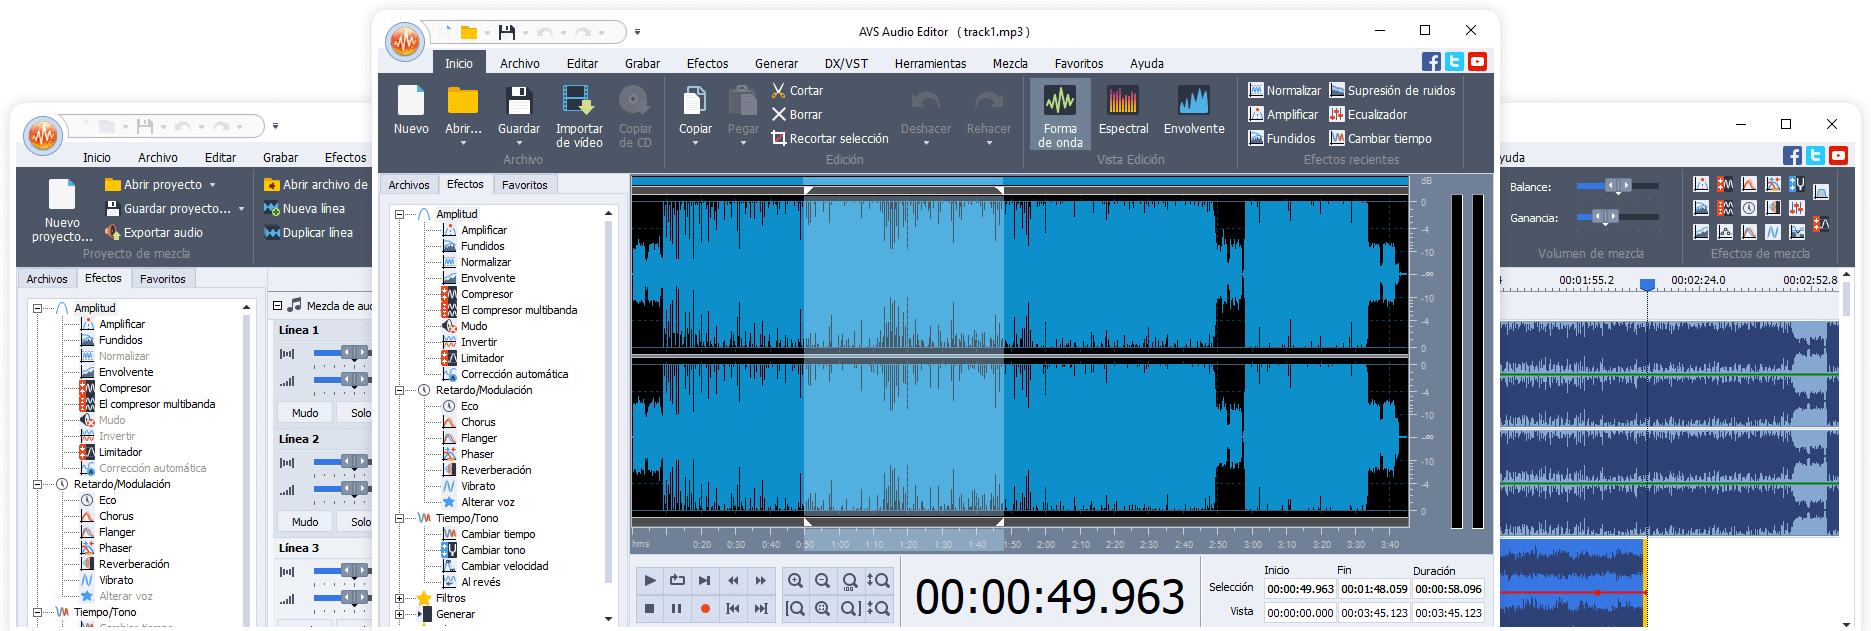 AVS Audio Editor ( track1.mp3 )
Inicio Archivo Editar Grabar Efectos Generar DX/VST Herramientas Mezcla Favoritos Ayuda
Nuevo Abrir... Guardar Importar de vídeo Copiar de CD
Archivo
Copiar Pegar
Cortar
Borrar
Recortar selección
Deshacer Rehacer
Edición
Forma de onda Espectral Envolvente
Vista Edición
Normalizar Supresión de ruidos
Amplificar Ecualizador
Fundidos Cambiar tiempo
Efectos recientes
Archivos Efectos Favoritos
Amplitud
Amplificar
Fundidos
Normalizar
Envolvente
Compresor
El compresor multibanda
Mudo
Invertir
Limitador
Corrección automática
Retardo/Modulación
Eco
Chorus
Flanger
Phaser
Reverberación
Vibrato
Alterar voz
Tiempo/Tono
Cambiar tiempo
Cambiar tono
Cambiar velocidad
Al revés
Filtros
Generar
dB
0
-4
-10
-∞
-10
-4
0
0
-4
-10
-∞
-10
-4
0
hms 0:20 0:30 0:40 0:50 1:00 1:10 1:20 1:30 1:40 1:50 2:00 2:10 2:20 2:30 2:40 2:50 3:00 3:10 3:20 3:30 3:40
100
00:00:49.963
Inicio Fin Duración
Selección 00:00:49.963 00:01:48.059 00:00:58.096
Vista 00:00:00.000 00:03:45.123 00:03:45.123
Inicio Archivo Editar Grabar Efectos
Nuevo proyecto...
Abrir proyecto
Guardar proyecto...
Exportar audio
Proyecto de mezcla
Abrir archivo de
Nueva línea
Duplicar línea
Archivos Efectos Favoritos
Amplitud
Amplificar
Fundidos
Normalizar
Envolvente
Compresor
El compresor multibanda
Mudo
Invertir
Limitador
Corrección automática
Retardo/Modulación
Eco
Chorus
Flanger
Phaser
Reverberación
Vibrato
Alterar voz
Tiempo/Tono
Cambiar tiempo
Mezcla de aud
Línea 1
Mudo Solo
Línea 2
Mudo Solo
Línea 3
yuda
Balance:
Ganancia:
Volumen de mezcla
Efectos de mezcla
00:01:55.2 00:02:24.0 00:02:52.8